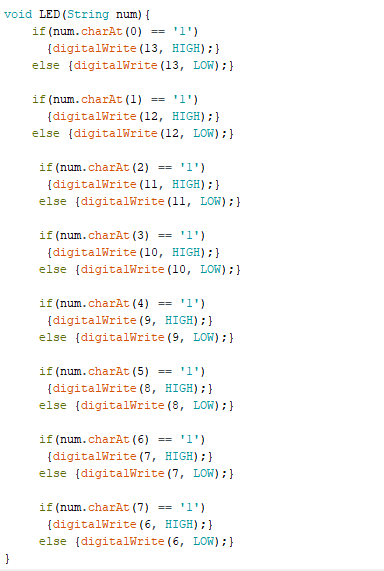 void LED(String num){
if(num.charAt(0) == '1')
{digitalWrite(13, HIGH);}
else {digitalWrite(13, LOW);}
if(num.charAt(1) == '1')
{digitalWrite(12, HIGH);}
else {digitalWrite(12, LOW);}
if(num.charAt(2) == '1')
{digitalWrite(11, HIGH);}
else {digitalWrite(11, LOW);}
if(num.charAt(3) == '1')
{digitalWrite(10, HIGH);}
else {digitalWrite(10, LOW);}
if(num.charAt(4) == '1')
{digitalWrite(9, HIGH);}
else {digitalWrite(9, LOW);}
if(num.charAt(5) == '1')
{digitalWrite(8, HIGH);}
else {digitalWrite(8, LOW);}
if(num.charAt(6) == '1')
{digitalWrite(7, HIGH);}
else {digitalWrite(7, LOW);}
if(num.charAt(7) == '1')
{digitalWrite(6, HIGH);}
else {digitalWrite(6, LOW);}
}